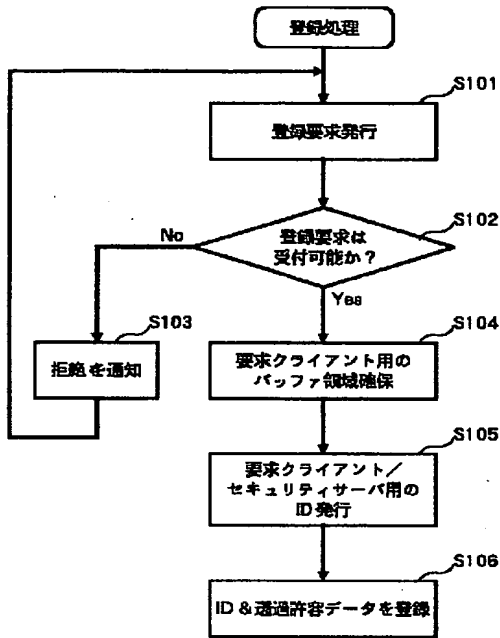 登録処理
S101
登録要求発行
S102
登録要求は
受付可能か？
No
Yes
S103
拒絶を通知
S104
要求クライアント用の
バッファ領域確保
S105
要求クライアント／
セキュリティサーバ用の
ID発行
S106
ID＆透過許容データを登録